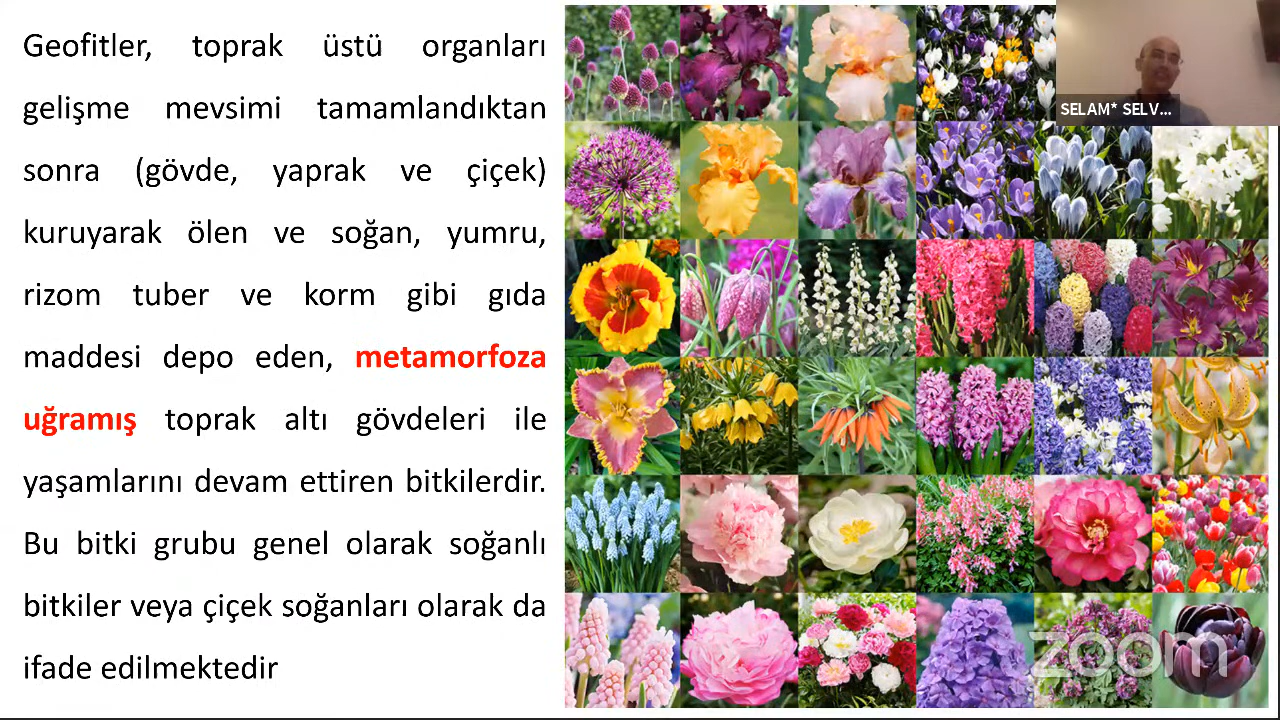 Geofitler, toprak üstü organları
gelişme mevsimi tamamlandıktan
sonra (gövde, yaprak ve çiçek)
kuruyarak ölen ve soğan, yumru,
rizom tuber ve korm gibi gıda
maddesi depo eden, metamorfoza
uğramış toprak altı gövdeleri ile
yaşamlarını devam ettiren bitkilerdir.
Bu bitki grubu genel olarak soğanlı
bitkiler veya çiçek soğanları olarak da
ifade edilmektedir
SELAM* SELV...
zoom